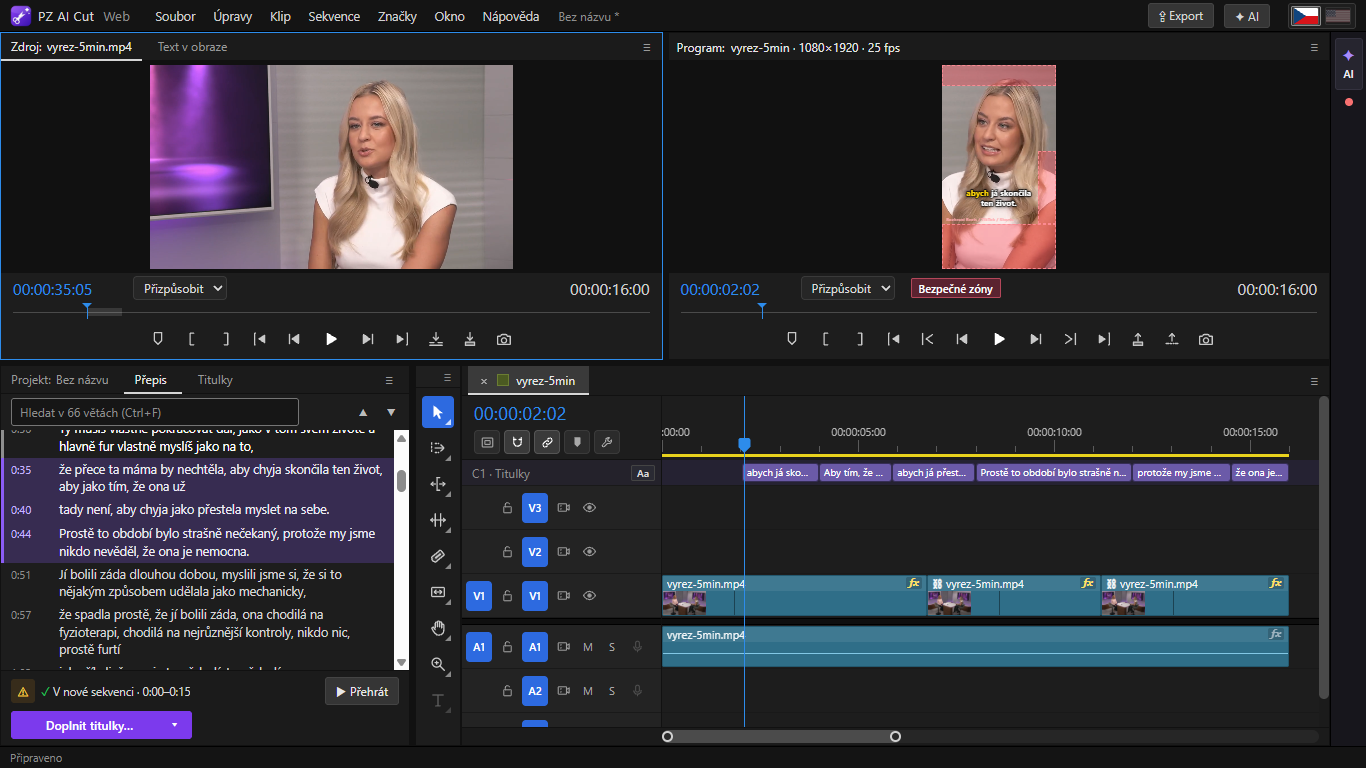 PZ AI Cut Web Soubor Úpravy Klip Sekvence Značky Okno Nápověda Bez názvu * Export AI
Zdroj: vyrez-5min.mp4 Text v obraze
Program: vyrez-5min · 1080×1920 · 25 fps
AI
abych já skončila
ten život.
00:00:35:05 Přizpůsobit 00:00:16:00
00:00:02:02 Přizpůsobit Bezpečné zóny 00:00:16:00
Projekt: Bez názvu Přepis Titulky
Hledat v 66 větách (Ctrl+F)
hlavně fur vlastně myslíš jako na to,
0:35 že přece ta máma by nechtěla, aby chyja skončila ten život,
aby jako tím, že ona už
0:40 tady není, aby chyja jako přestela myslet na sebe.
0:44 Prostě to období bylo strašně nečekaný, protože my jsme
nikdo nevěděl, že ona je nemocna.
0:51 Jí bolili záda dlouhou dobou, myslili jsme si, že si to
nějakým způsobem udělala jako mechanicky,
0:57 že spadla prostě, že jí bolili záda, ona chodilá na
fyzioterapi, chodilá na nejrůznější kontroly, nikdo nic,
prostě furtí
V nové sekvenci · 0:00–0:15 Přehrát
Doplnit titulky...
Připraveno
vyrez-5min
00:00:02:02
:00:00 00:00:05:00 00:00:10:00 00:00:15:00
C1 · Titulky Aa abych já sko... Aby tím, že ... abych já přest... Prostě to období bylo strašně n... protože my jsme ... že ona je...
V3
V2
V1 V1 vyrez-5min.mp4 fx vyrez-5min.mp4 fx vyrez-5min.mp4 fx
A1 A1 M S vyrez-5min.mp4 fx
A2 M S